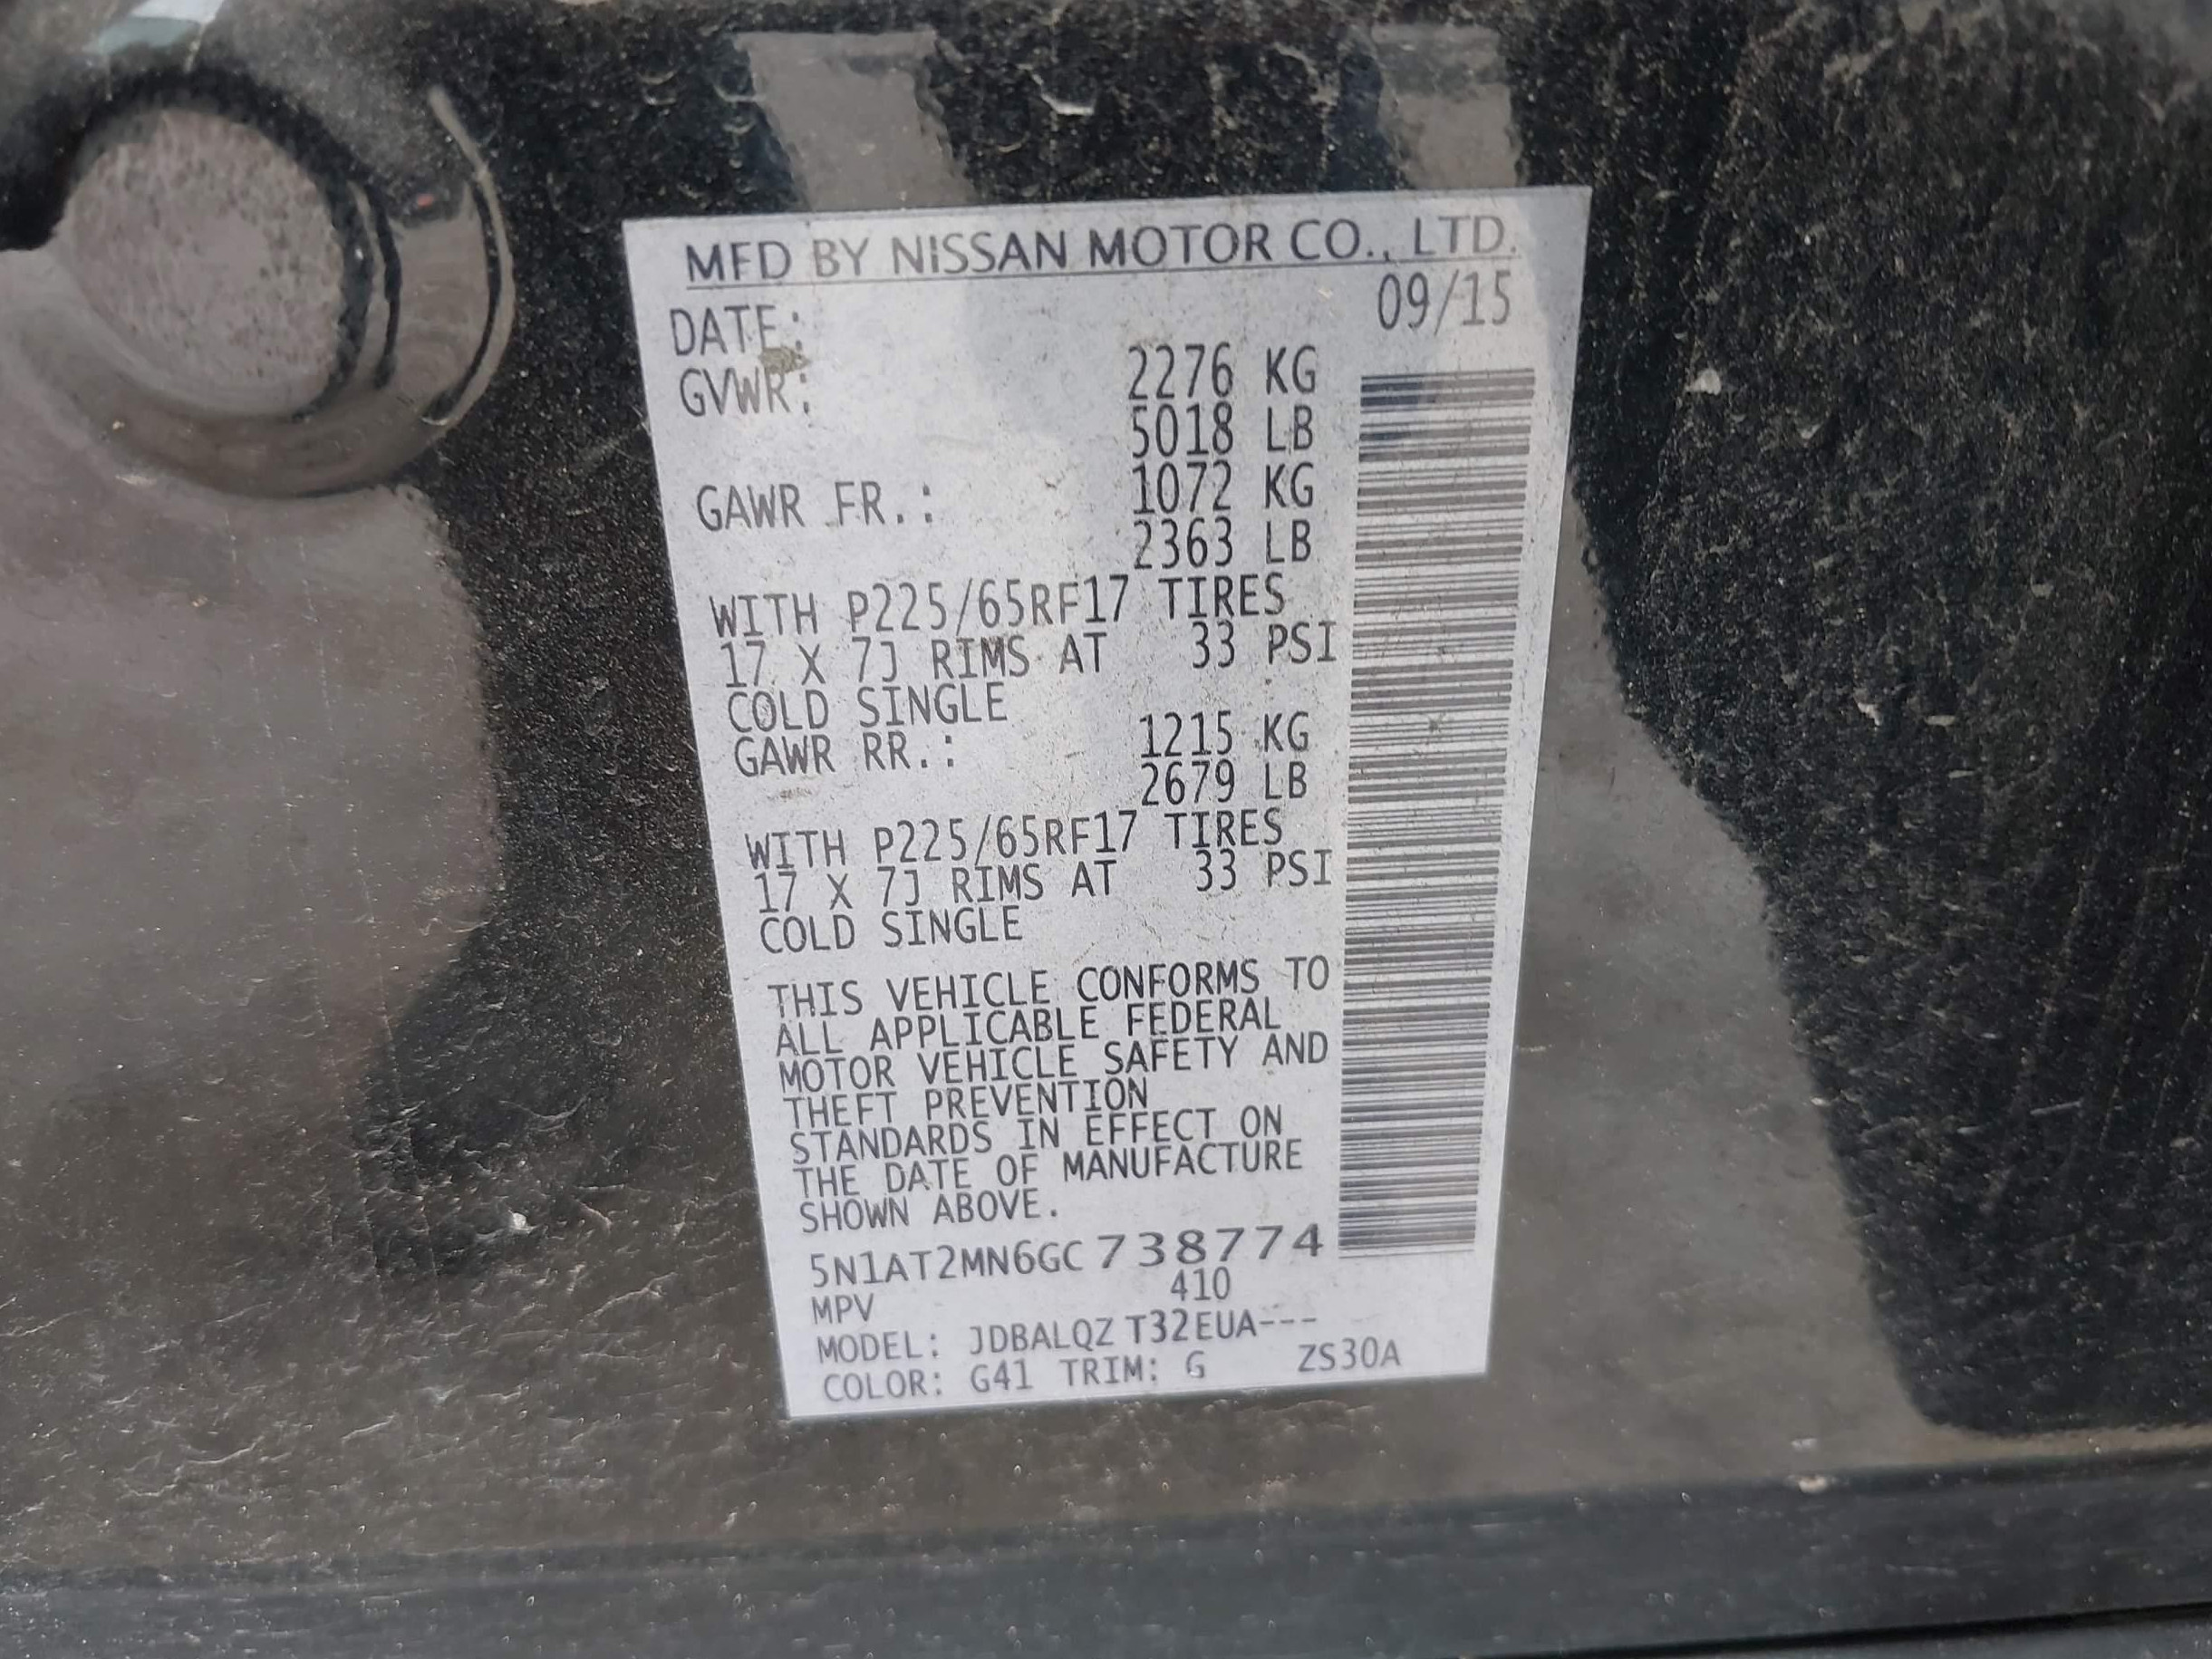 MFD BY NISSAN MOTOR CO., LTD.
DATE: 09/15
GVWR: 2276 KG
5018 LB
GAWR FR.: 1072 KG
2363 LB
WITH P225/65RF17 TIRES
17 X 7J RIMS AT 33 PSI
COLD SINGLE
GAWR RR.: 1215 KG
2679 LB
WITH P225/65RF17 TIRES
17 X 7J RIMS AT 33 PSI
COLD SINGLE
THIS VEHICLE CONFORMS TO
ALL APPLICABLE FEDERAL
MOTOR VEHICLE SAFETY AND
THEFT PREVENTION
STANDARDS IN EFFECT ON
THE DATE OF MANUFACTURE
SHOWN ABOVE.
5N1AT2MN6GC738774
MPV 410
MODEL: JDBALQZ T32EUA---
COLOR: G41 TRIM: G ZS30A